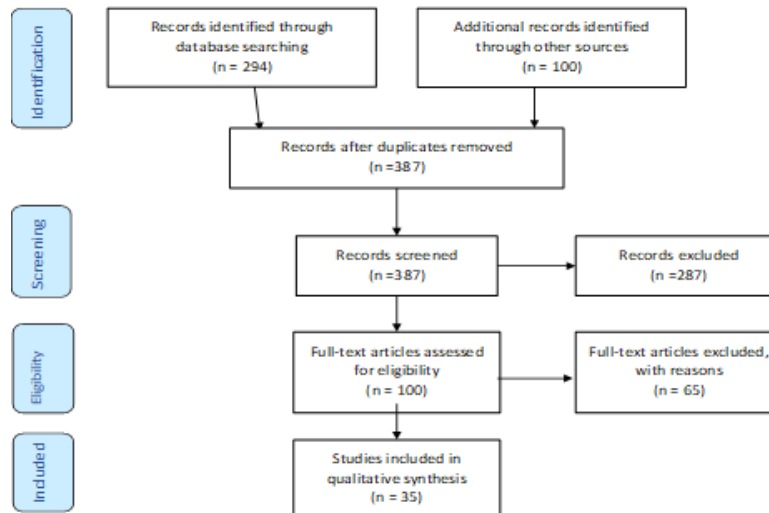 Identification
Records identified through
database searching
(n = 294)
Additional records identified
through other sources
(n = 100)
Records after duplicates removed
(n =387)
Screening
Records screened
(n =387)
Records excluded
(n =287)
Eligibility
Full-text articles assessed
for eligibility
(n = 100)
Full-text articles excluded,
with reasons
(n = 65)
Included
Studies included in
qualitative synthesis
(n = 35)